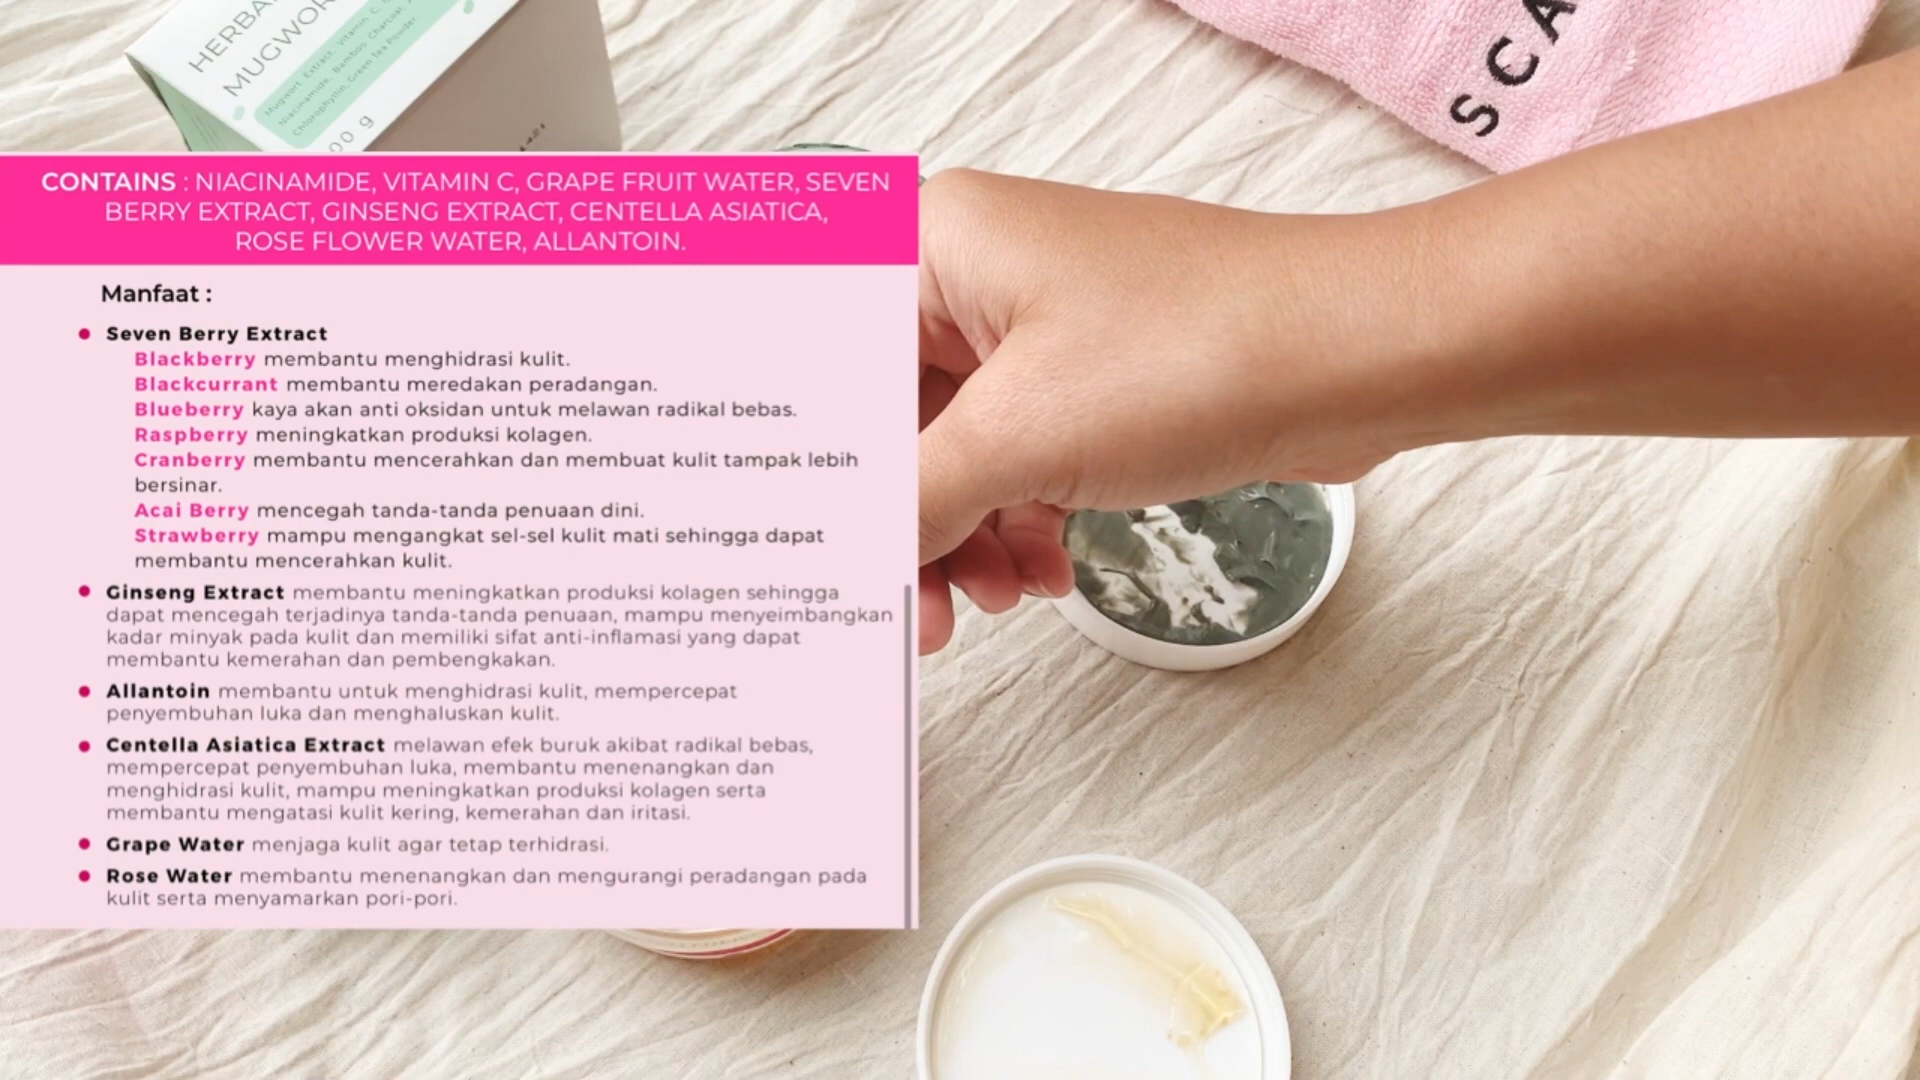 HERBA
MUGWOR
Mugwort Extract, Vitamin C,
Niacinamide, Bamboo Charcoal,
Chlorophyllin, Green Tea Powder
00 g
SCA
CONTAINS : NIACINAMIDE, VITAMIN C, GRAPE FRUIT WATER, SEVEN
BERRY EXTRACT, GINSENG EXTRACT, CENTELLA ASIATICA,
ROSE FLOWER WATER, ALLANTOIN.
Manfaat :
Seven Berry Extract
Blackberry membantu menghidrasi kulit.
Blackcurrant membantu meredakan peradangan.
Blueberry kaya akan anti oksidan untuk melawan radikal bebas.
Raspberry meningkatkan produksi kolagen.
Cranberry membantu mencerahkan dan membuat kulit tampak lebih
bersinar.
Acai Berry mencegah tanda-tanda penuaan dini.
Strawberry mampu mengangkat sel-sel kulit mati sehingga dapat
membantu mencerahkan kulit.
Ginseng Extract membantu meningkatkan produksi kolagen sehingga
dapat mencegah terjadinya tanda-tanda penuaan, mampu menyeimbangkan
kadar minyak pada kulit dan memiliki sifat anti-inflamasi yang dapat
membantu kemerahan dan pembengkakan.
Allantoin membantu untuk menghidrasi kulit, mempercepat
penyembuhan luka dan menghaluskan kulit.
Centella Asiatica Extract melawan efek buruk akibat radikal bebas,
mempercepat penyembuhan luka, membantu menenangkan dan
menghidrasi kulit, mampu meningkatkan produksi kolagen serta
membantu mengatasi kulit kering, kemerahan dan iritasi.
Grape Water menjaga kulit agar tetap terhidrasi.
Rose Water membantu menenangkan dan mengurangi peradangan pada
kulit serta menyamarkan pori-pori.